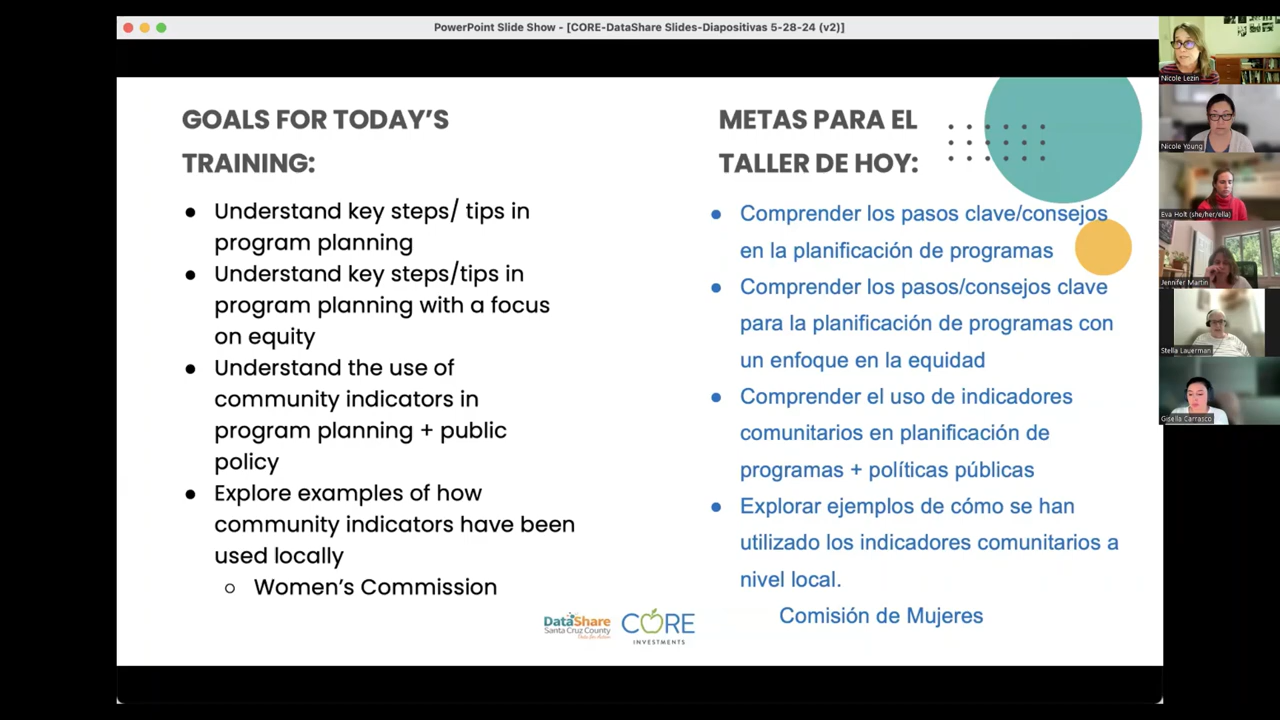 PowerPoint Slide Show - [CORE-DataShare Slides-Diapositivas 5-28-24 (v2)]
GOALS FOR TODAY'S
TRAINING:
● Understand key steps/ tips in
program planning
● Understand key steps/tips in
program planning with a focus
on equity
● Understand the use of
community indicators in
program planning + public
policy
● Explore examples of how
community indicators have been
used locally
○ Women's Commission
METAS PARA EL
TALLER DE HOY:
● Comprender los pasos clave/consejos
en la planificación de programas
● Comprender los pasos/consejos clave
para la planificación de programas con
un enfoque en la equidad
● Comprender el uso de indicadores
comunitarios en planificación de
programas + políticas públicas
● Explorar ejemplos de cómo se han
utilizado los indicadores comunitarios a
nivel local.
Comisión de Mujeres
DataShare
Santa Cruz County
Data for Action
CORE
INVESTMENTS
Nicole Lezin
Nicole Young
Eva Holt (she/her/ella)
Jennifer Martin
Stella Lauerman
Gisella Carrasco